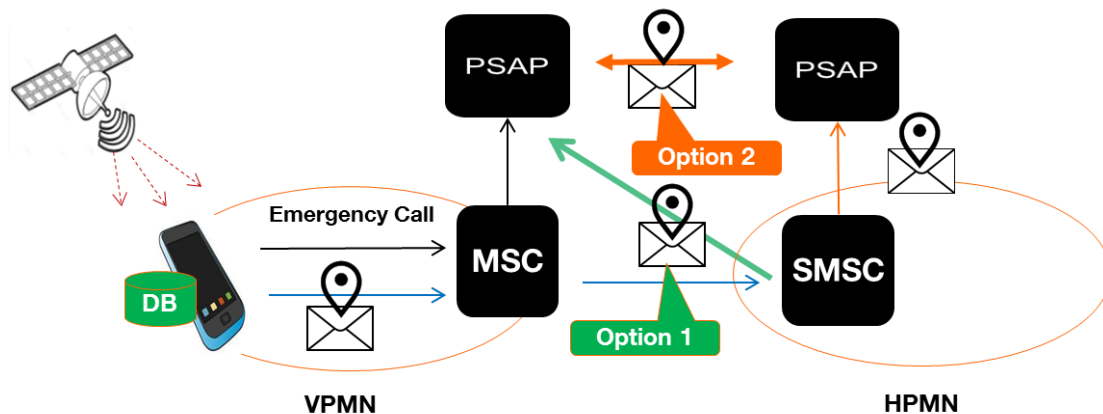 PSAP
PSAP
Option 2
Emergency Call
MSC
SMSC
DB
Option 1
VPMN
HPMN